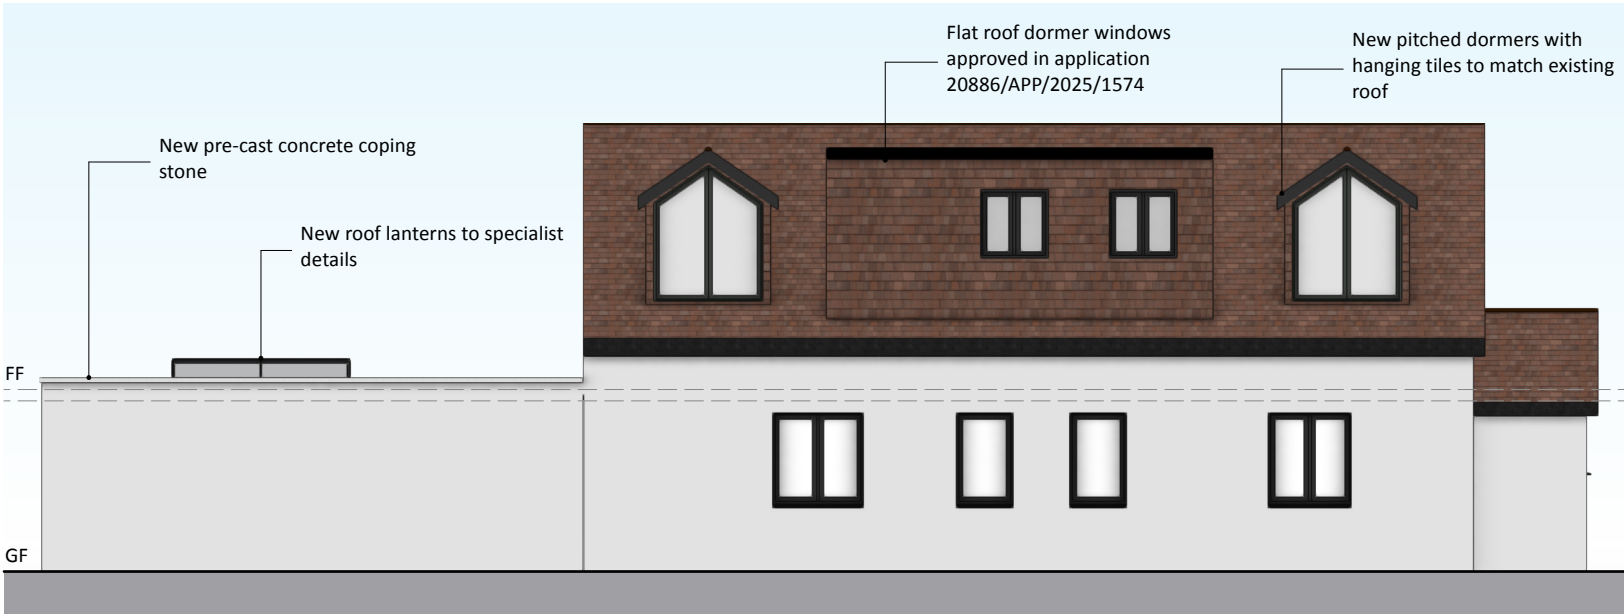 Flat roof dormer windows
approved in application
20886/APP/2025/1574
New pitched dormers with
hanging tiles to match existing
roof
New pre-cast concrete coping
stone
New roof lanterns to specialist
details
FF
GF